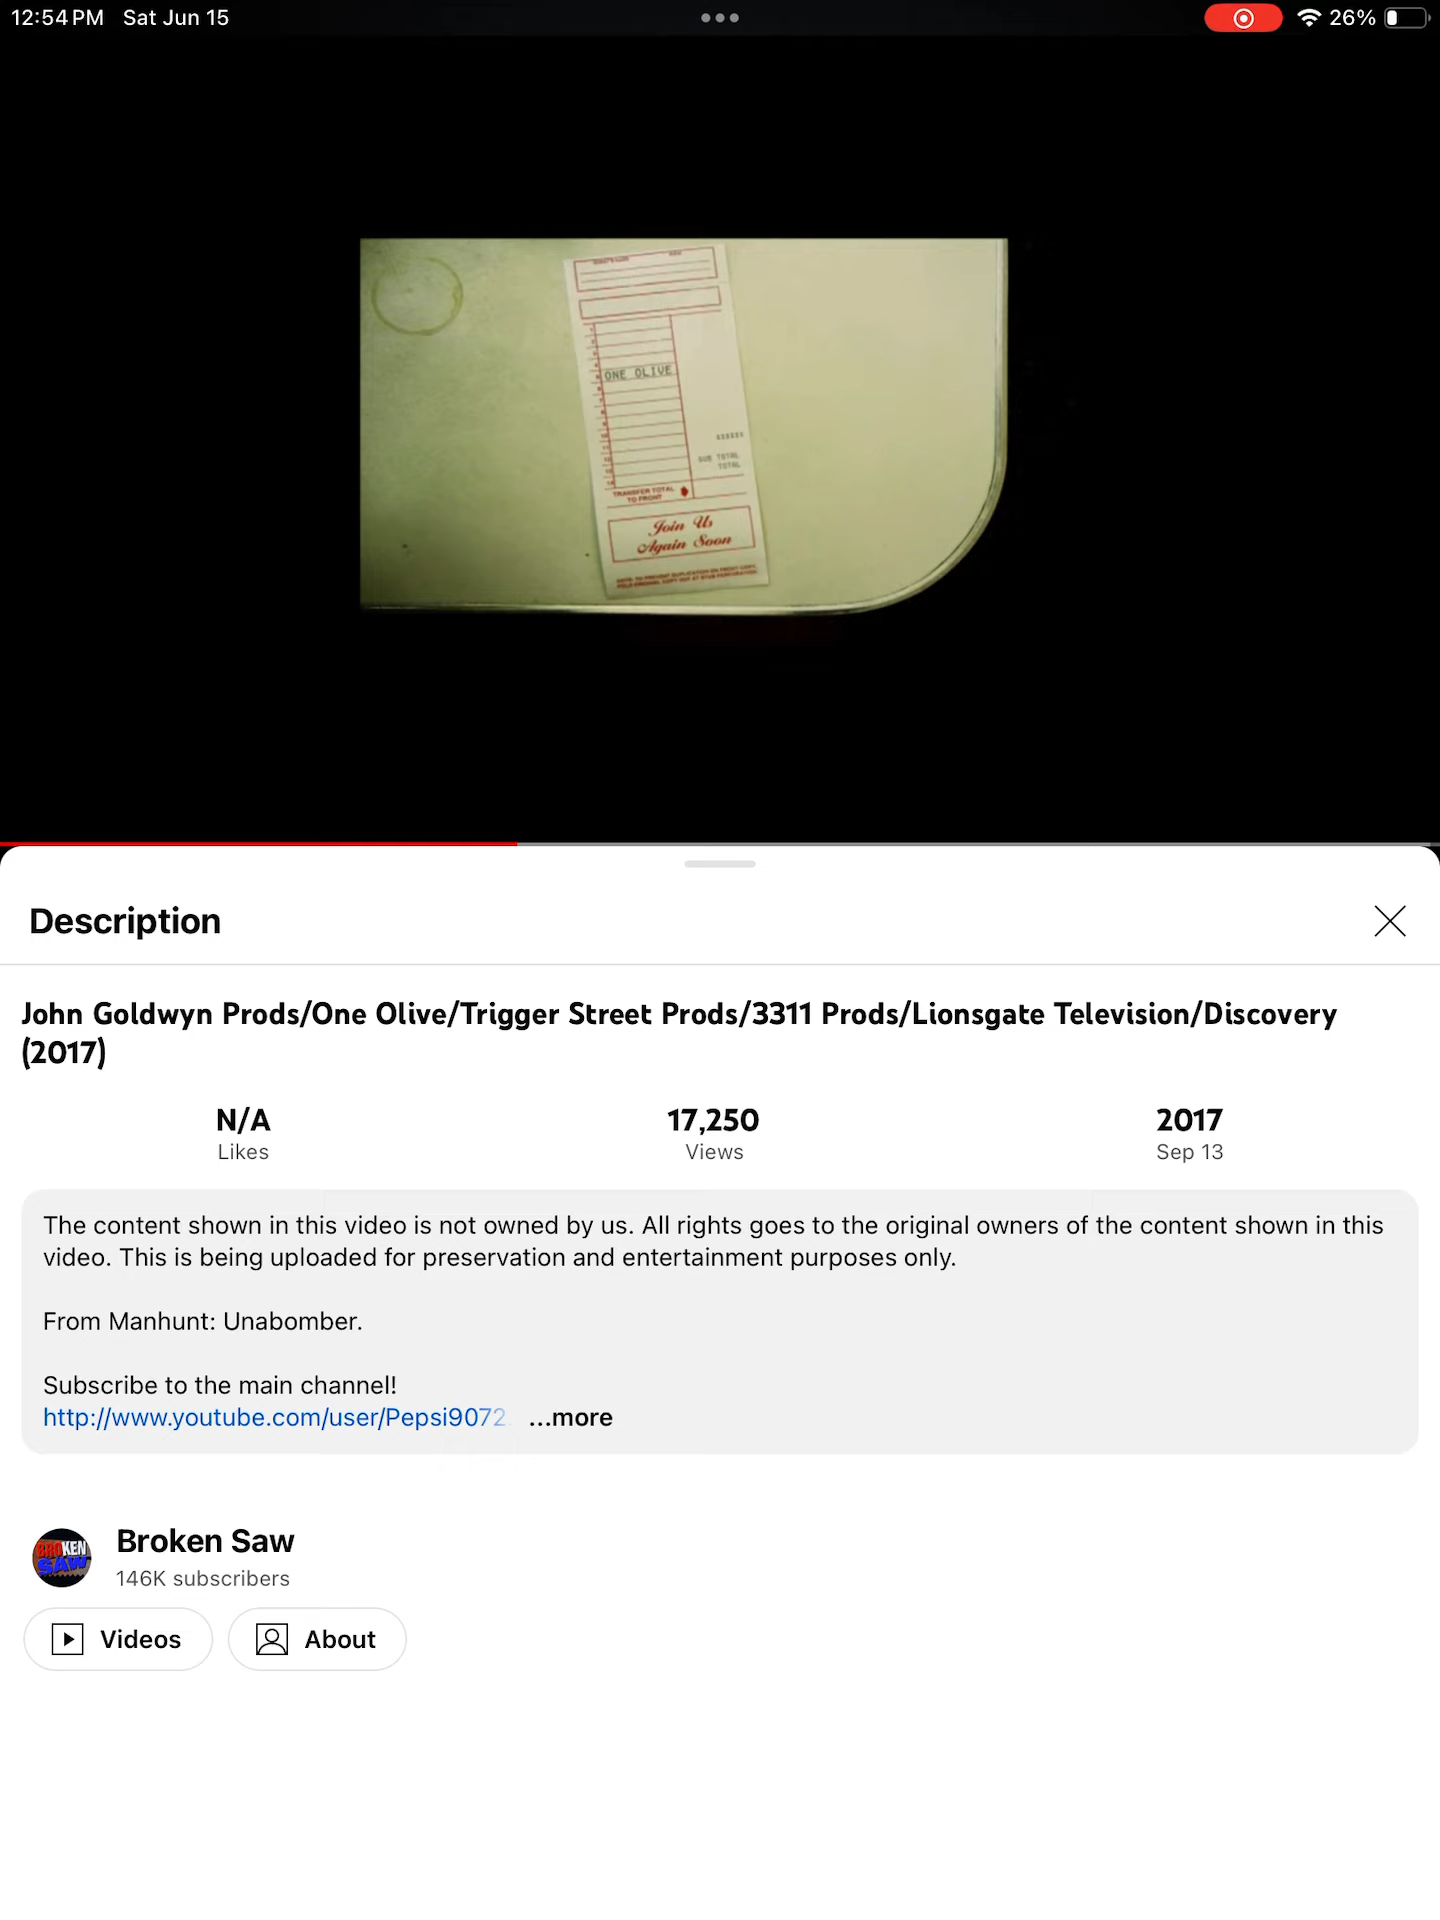 12:54 PM Sat Jun 15
26%
ONE OLIVE
SUB TOTAL
TOTAL
TRANSFER TOTAL
TO FRONT
Join Us
Again Soon
Description
John Goldwyn Prods/One Olive/Trigger Street Prods/3311 Prods/Lionsgate Television/Discovery
(2017)
N/A 17,250 2017
Likes Views Sep 13
The content shown in this video is not owned by us. All rights goes to the original owners of the content shown in this
video. This is being uploaded for preservation and entertainment purposes only.
From Manhunt: Unabomber.
Subscribe to the main channel!
http://www.youtube.com/user/Pepsi9072 ...more
BROKEN
SAW
Broken Saw
146K subscribers
Videos About